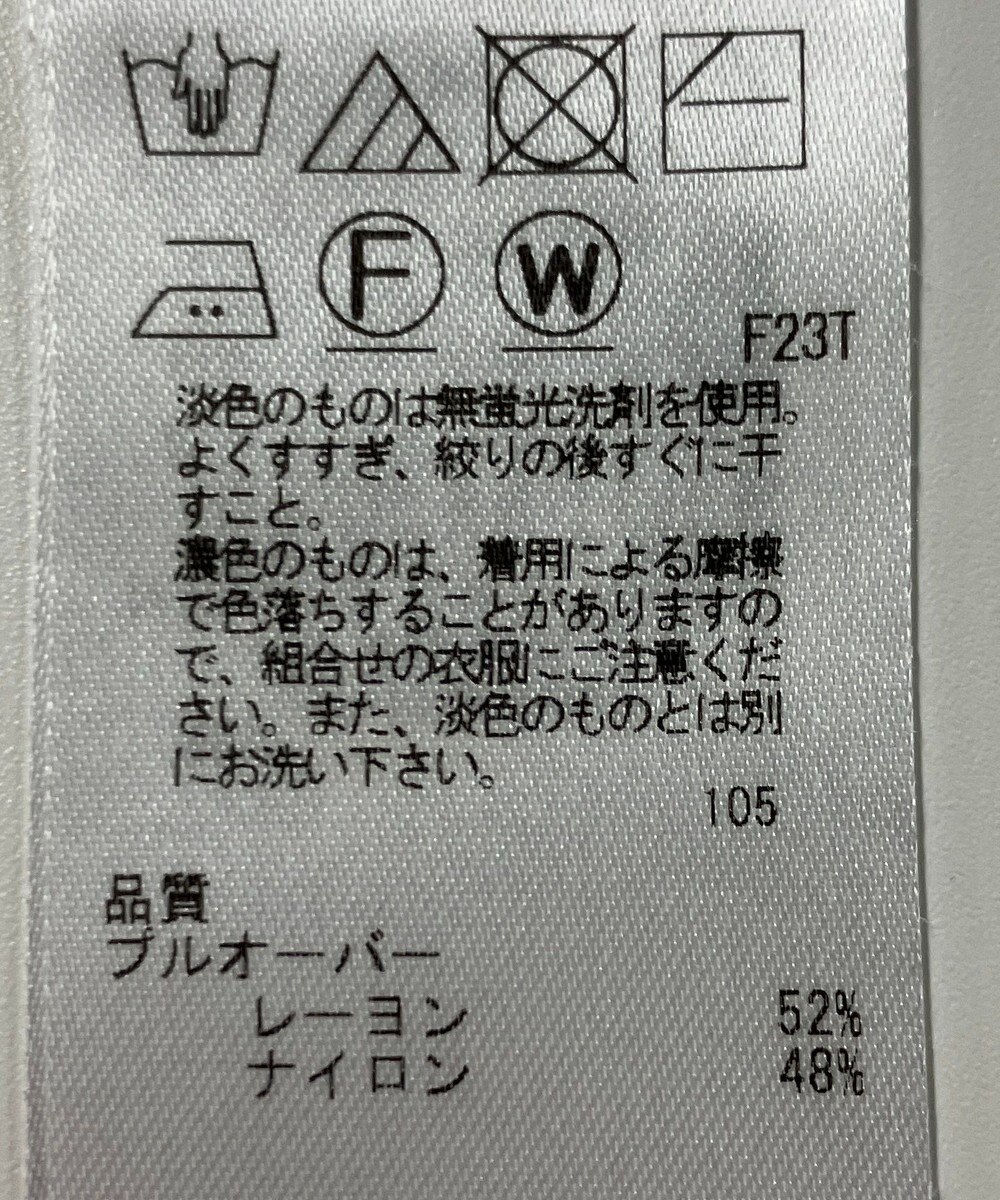 F W
F23T
淡色のものは無蛍光洗剤を使用。
よくすすぎ、絞りの後すぐに干
すこと。
濃色のものは、着用による摩擦
で色落ちすることがありますの
で、組合せの衣服にご注意くだ
さい。また、淡色のものとは別
にお洗い下さい。
105
品質
プルオーバー
レーヨン 52%
ナイロン 48%